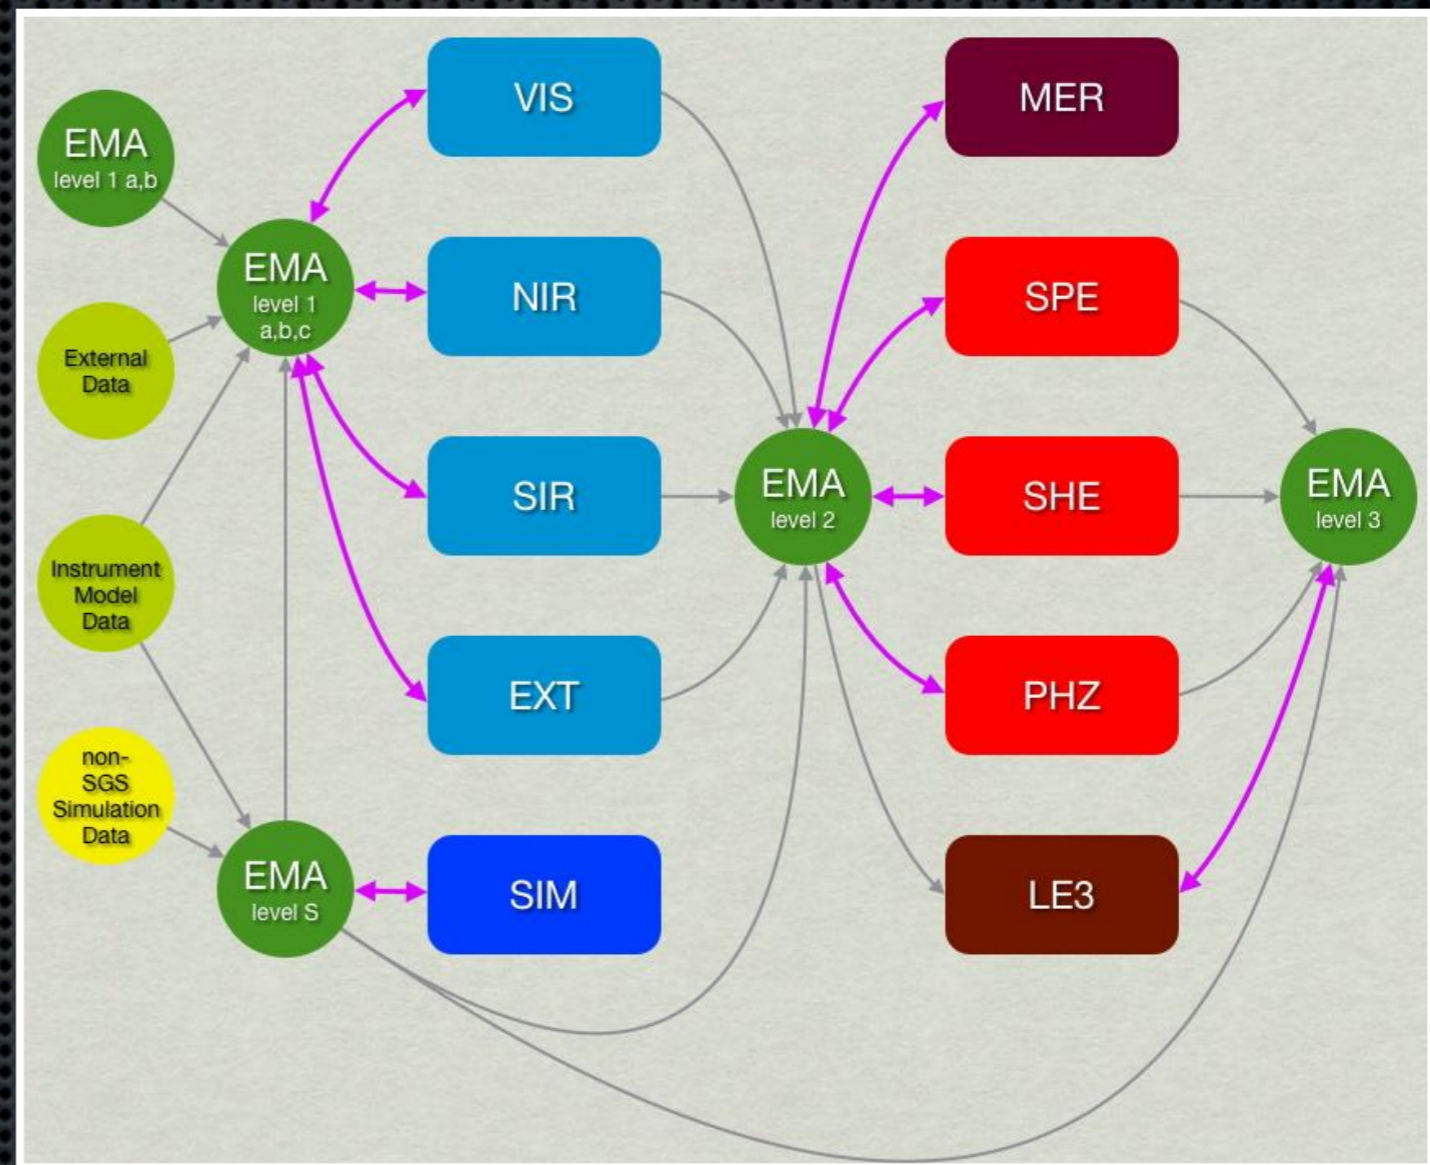 VIS
MER
EMA
level 1 a,b
EMA
level 1
a,b,c
NIR
SPE
External
Data
SIR
EMA
level 2
SHE
EMA
level 3
Instrument
Model
Data
EXT
PHZ
non-
SGS
Simulation
Data
EMA
level S
SIM
LE3